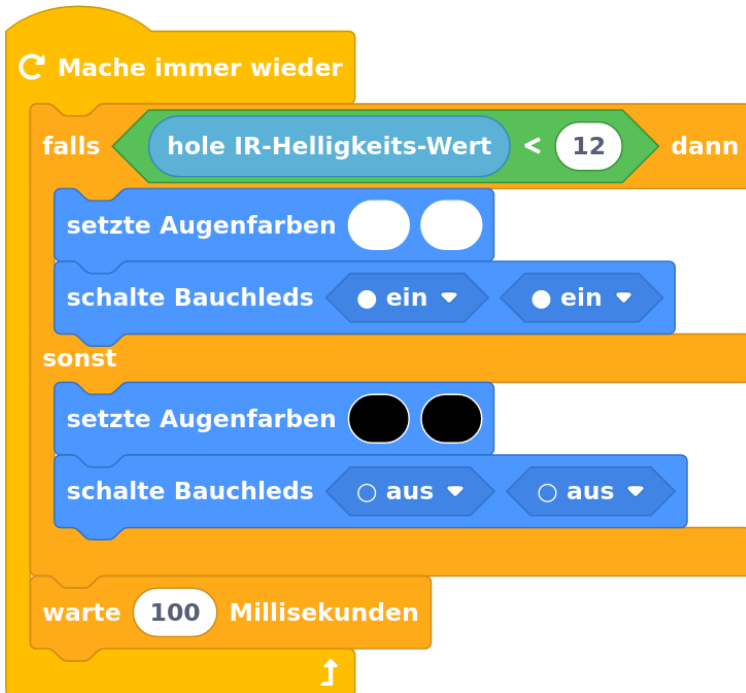 Mache immer wieder
falls hole IR-Helligkeits-Wert < 12 dann
setzte Augenfarben
schalte Bauchleds ein ein
sonst
setzte Augenfarben
schalte Bauchleds aus aus
warte 100 Millisekunden